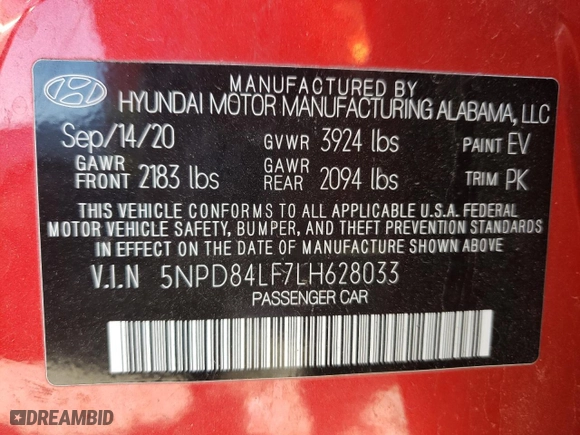 MANUFACTURED BY
HYUNDAI MOTOR MANUFACTURING ALABAMA, LLC
Sep/14/20 GVWR 3924 lbs PAINT EV
GAWR FRONT 2183 lbs GAWR REAR 2094 lbs TRIM PK
THIS VEHICLE CONFORMS TO ALL APPLICABLE U.S.A. FEDERAL
MOTOR VEHICLE SAFETY, BUMPER, AND THEFT PREVENTION STANDARDS
IN EFFECT ON THE DATE OF MANUFACTURE SHOWN ABOVE
V.I.N 5NPD84LF7LH628033
PASSENGER CAR
DREAMBID